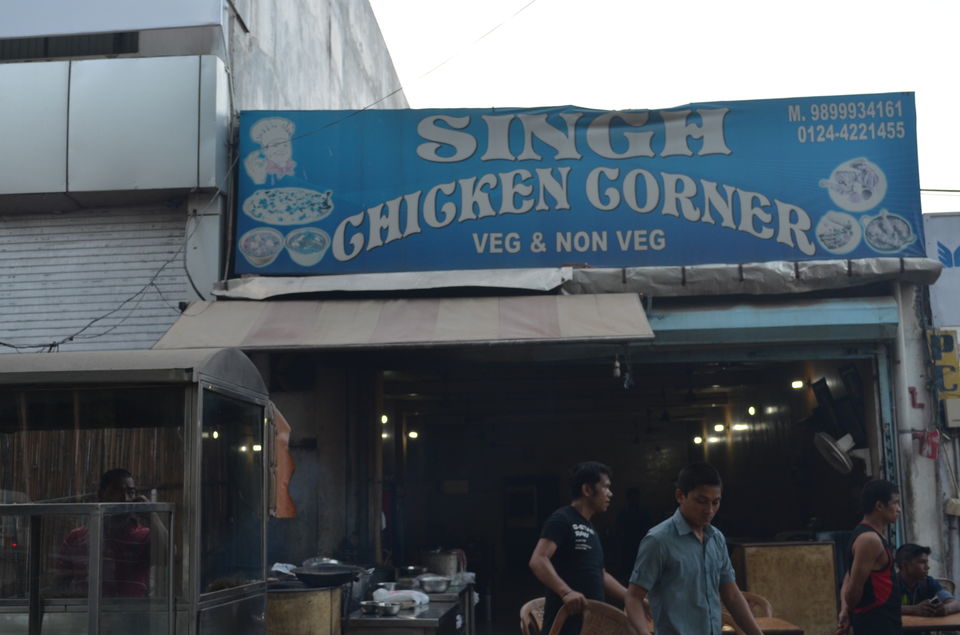 SINGH
CHICKEN CORNER
VEG & NON VEG
M. 9899934161
0124-4221455
P
C
L